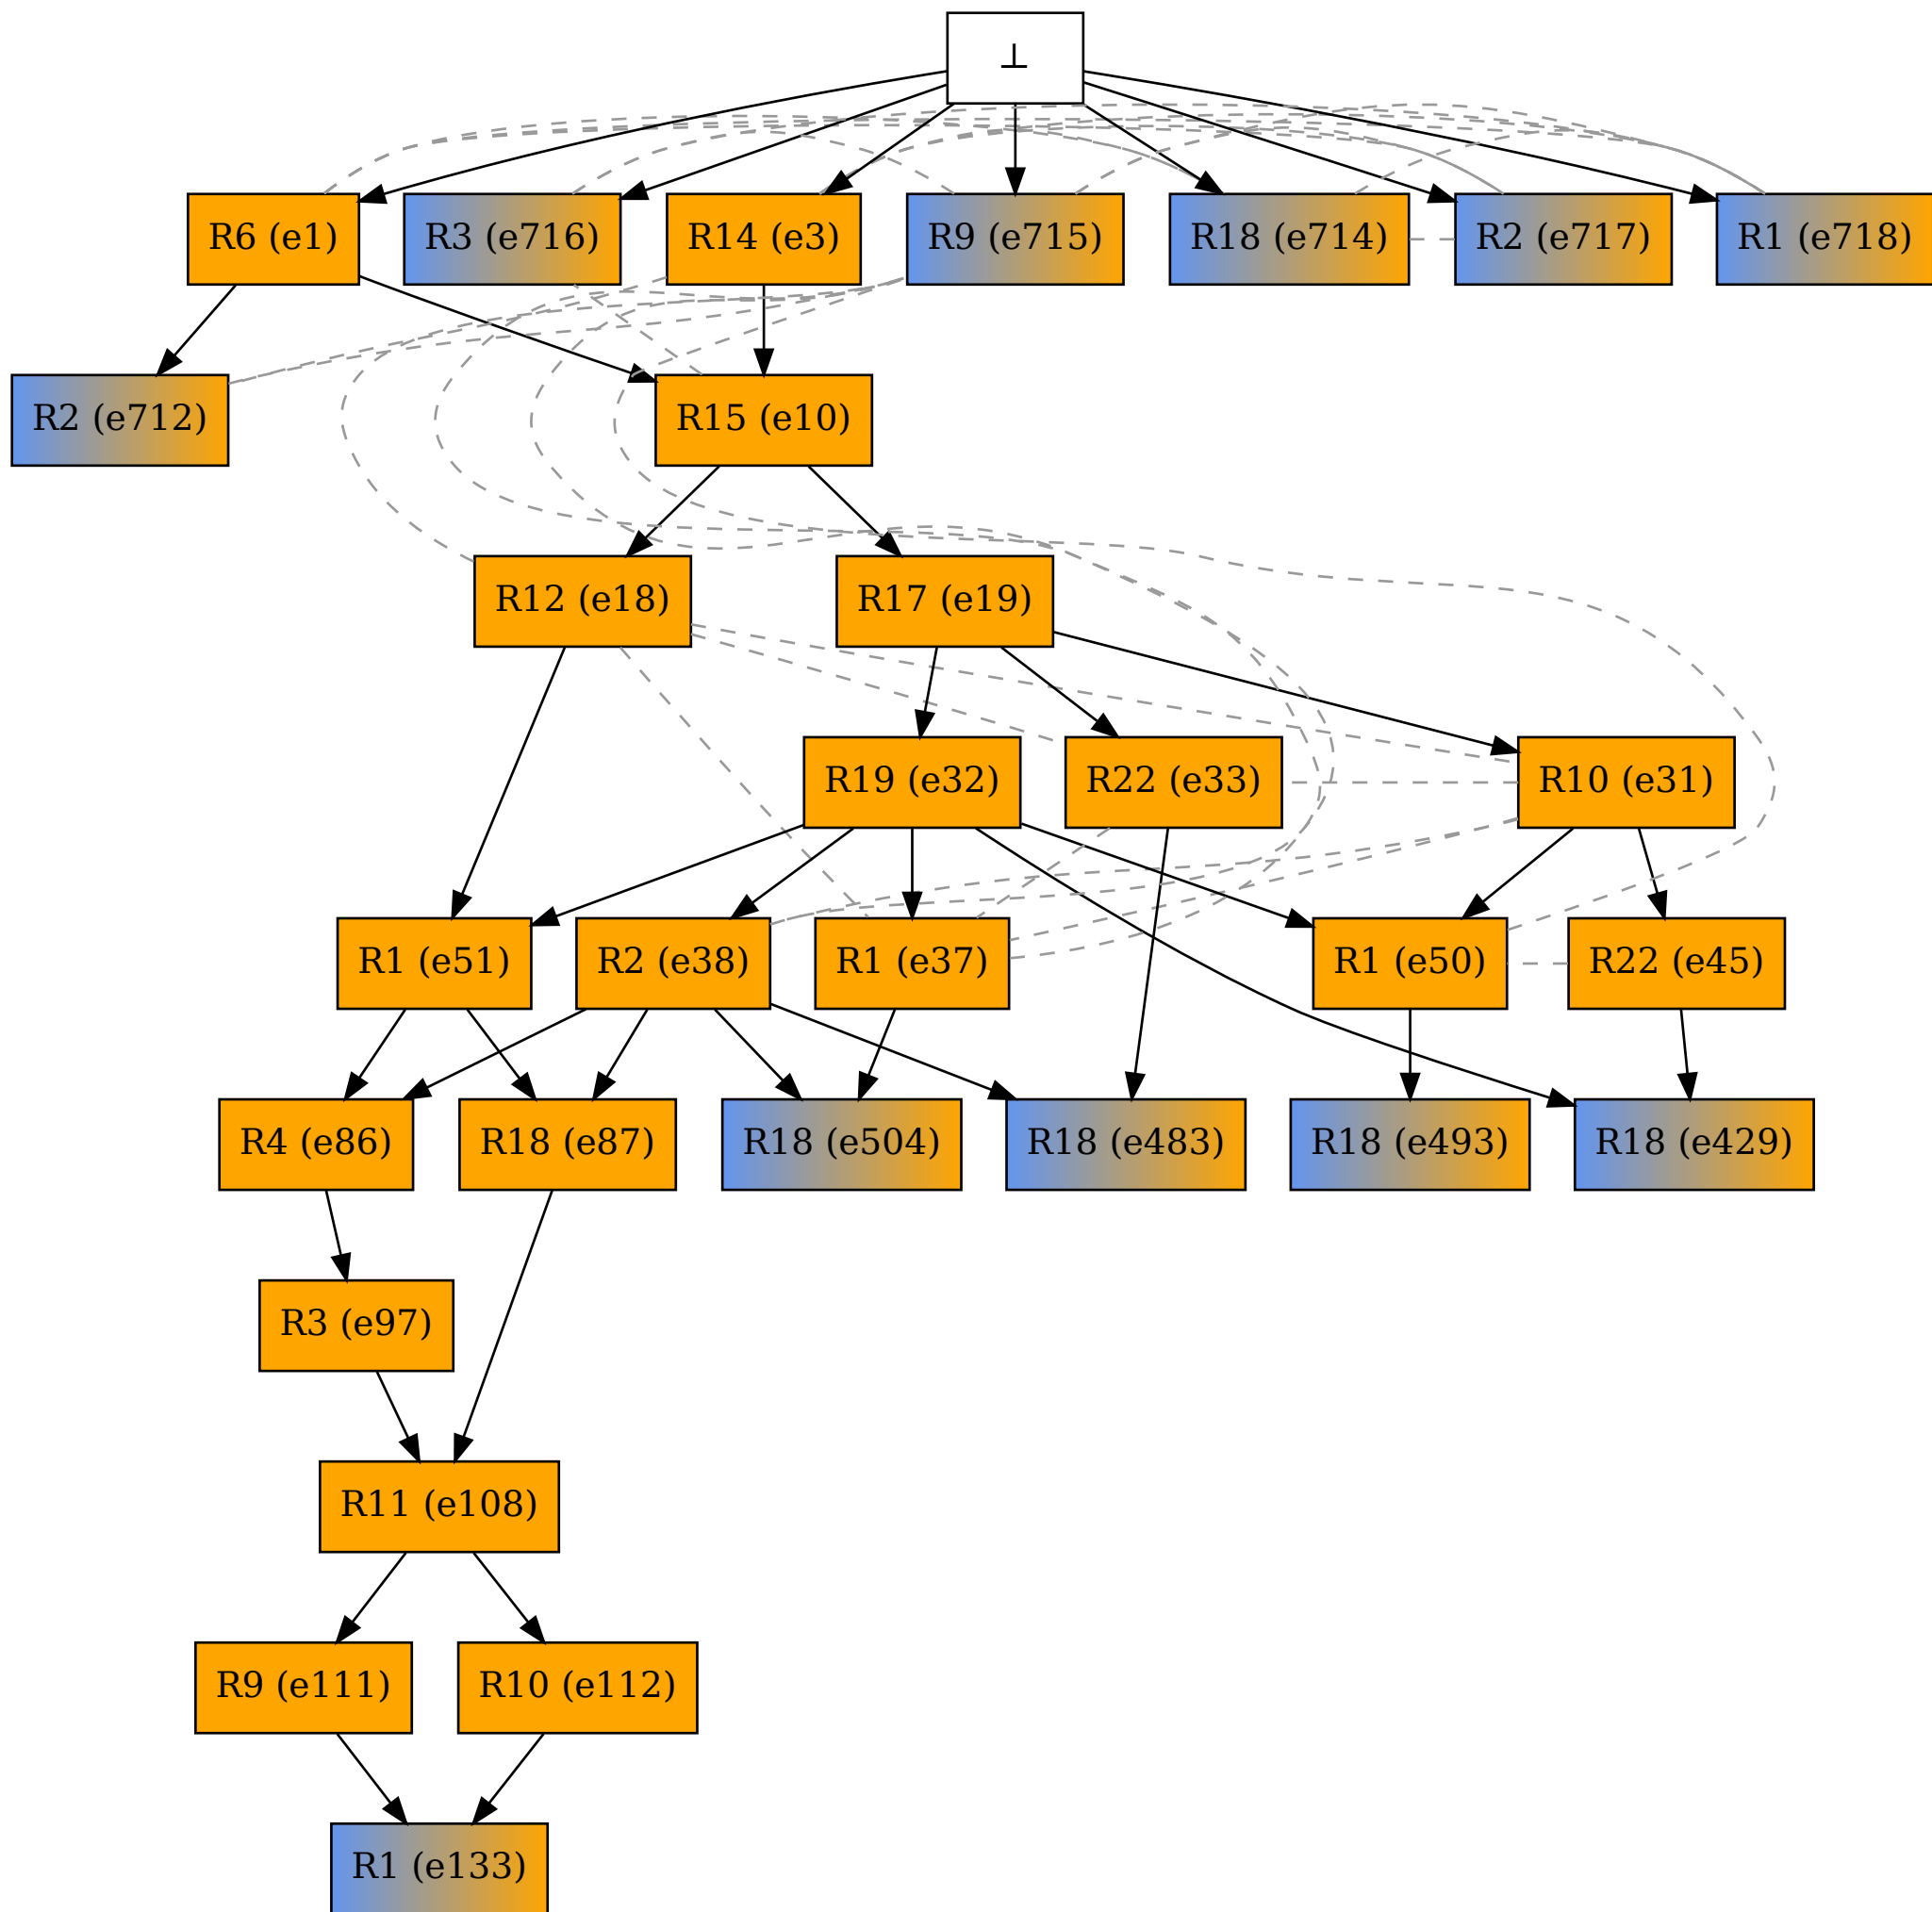 ⊥
R6 (e1)
R3 (e716)
R14 (e3)
R9 (e715)
R18 (e714)
R2 (e717)
R1 (e718)
R2 (e712)
R15 (e10)
R12 (e18)
R17 (e19)
R19 (e32)
R22 (e33)
R10 (e31)
R1 (e51)
R2 (e38)
R1 (e37)
R1 (e50)
R22 (e45)
R4 (e86)
R18 (e87)
R18 (e504)
R18 (e483)
R18 (e493)
R18 (e429)
R3 (e97)
R11 (e108)
R9 (e111)
R10 (e112)
R1 (e133)